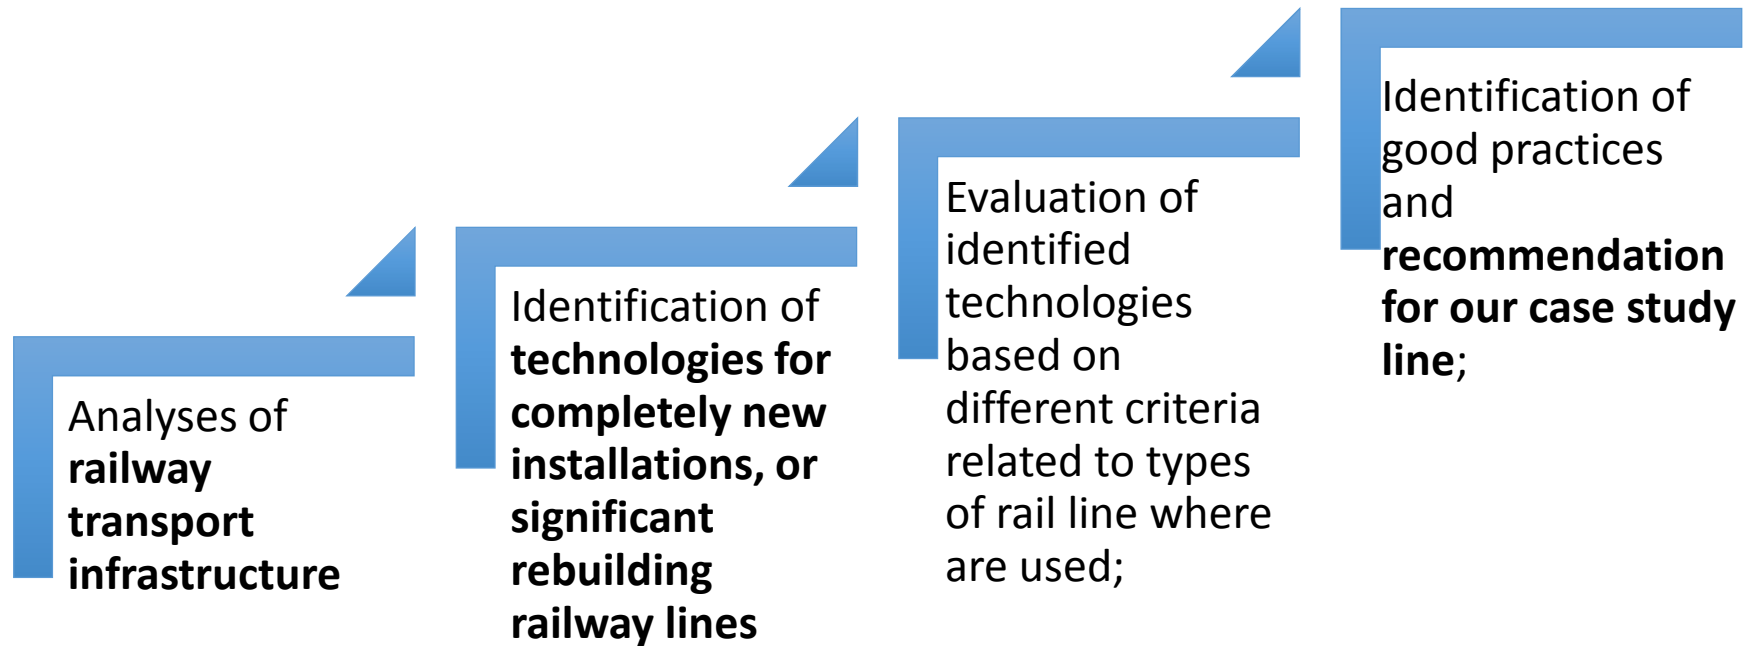 Analyses of
railway
transport
infrastructure
Identification of
technologies for
completely new
installations, or
significant
rebuilding
railway lines
Evaluation of
identified
technologies
based on
different criteria
related to types
of rail line where
are used;
Identification of
good practices
and
recommendation
for our case study
line;